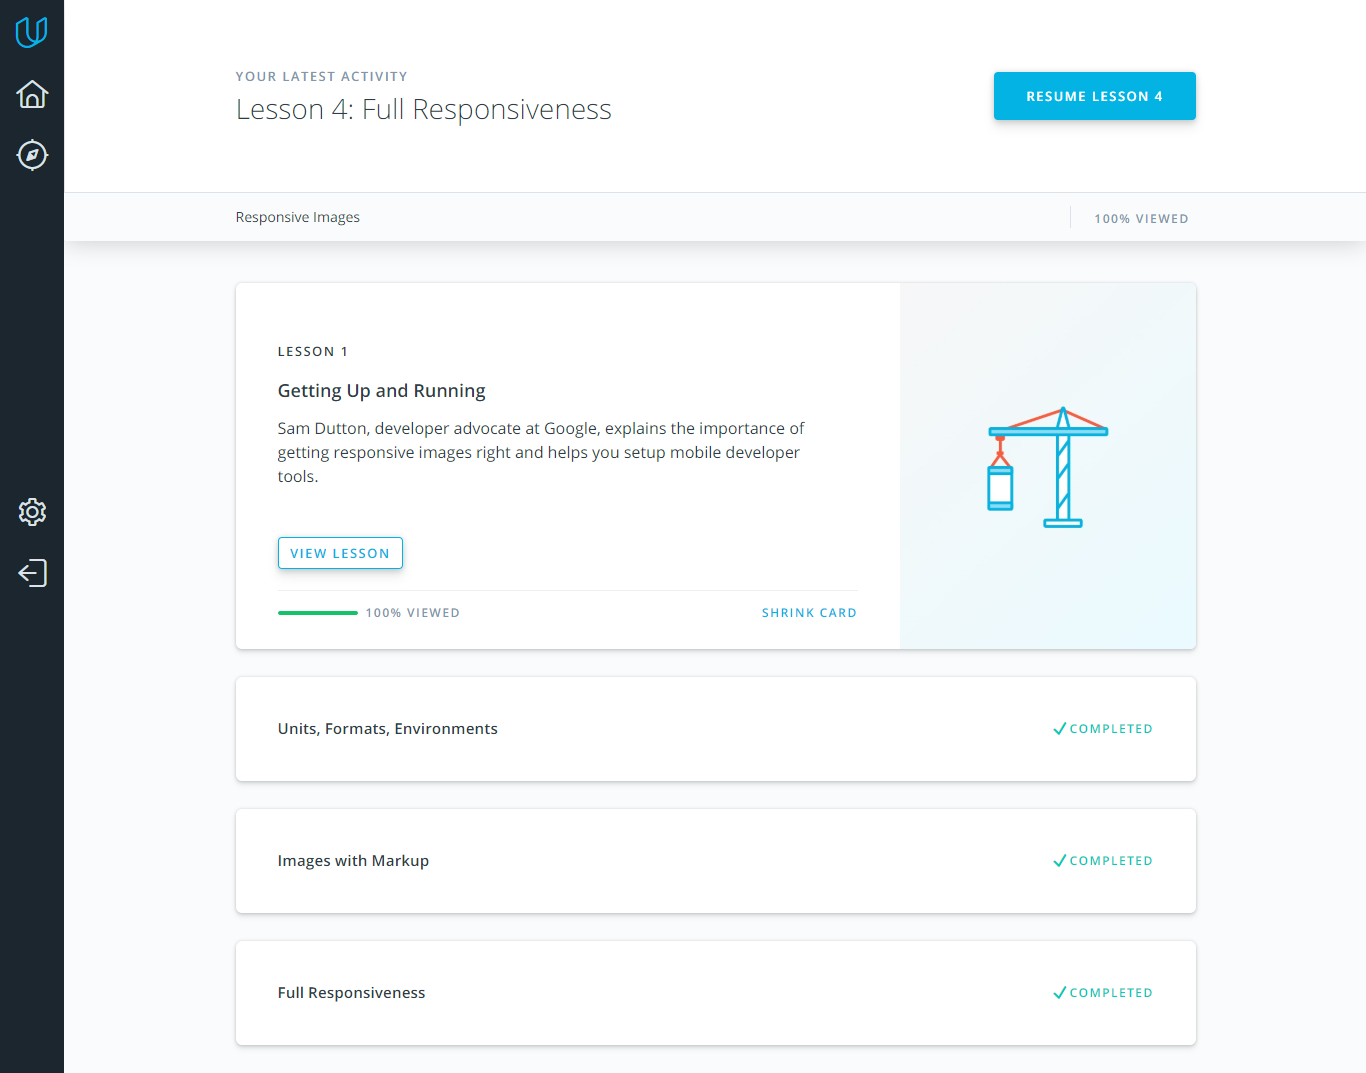 YOUR LATEST ACTIVITY
Lesson 4: Full Responsiveness
RESUME LESSON 4
Responsive Images
100% VIEWED
LESSON 1
Getting Up and Running
Sam Dutton, developer advocate at Google, explains the importance of
getting responsive images right and helps you setup mobile developer
tools.
VIEW LESSON
100% VIEWED
SHRINK CARD
Units, Formats, Environments
COMPLETED
Images with Markup
COMPLETED
Full Responsiveness
COMPLETED